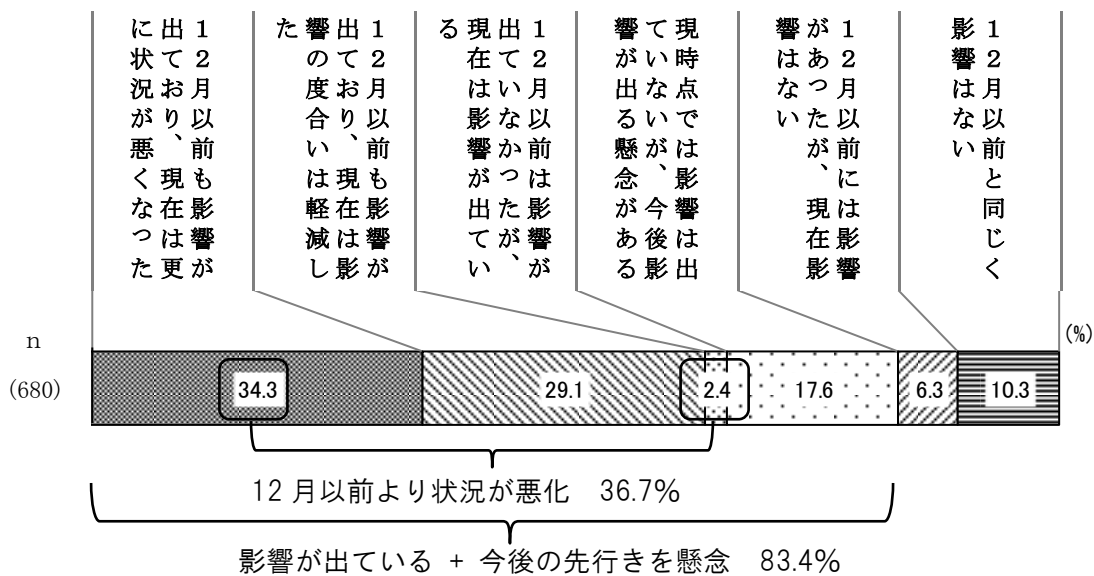 １２月以前も影響が
出ており、現在は更
に状況が悪くなった
１２月以前も影響が
出ており、現在は影
響の度合いは軽減し
た
１２月以前は影響が
出ていなかったが、
現在は影響が出てい
る
現時点では影響は出
ていないが、今後影
響が出る懸念がある
１２月以前には影響
があったが、現在影
響はない
１２月以前と同じく
影響はない
n
(%)
(680)
34.3
29.1
2.4
17.6
6.3
10.3
12月以前より状況が悪化 36.7%
影響が出ている + 今後の先行きを懸念 83.4%